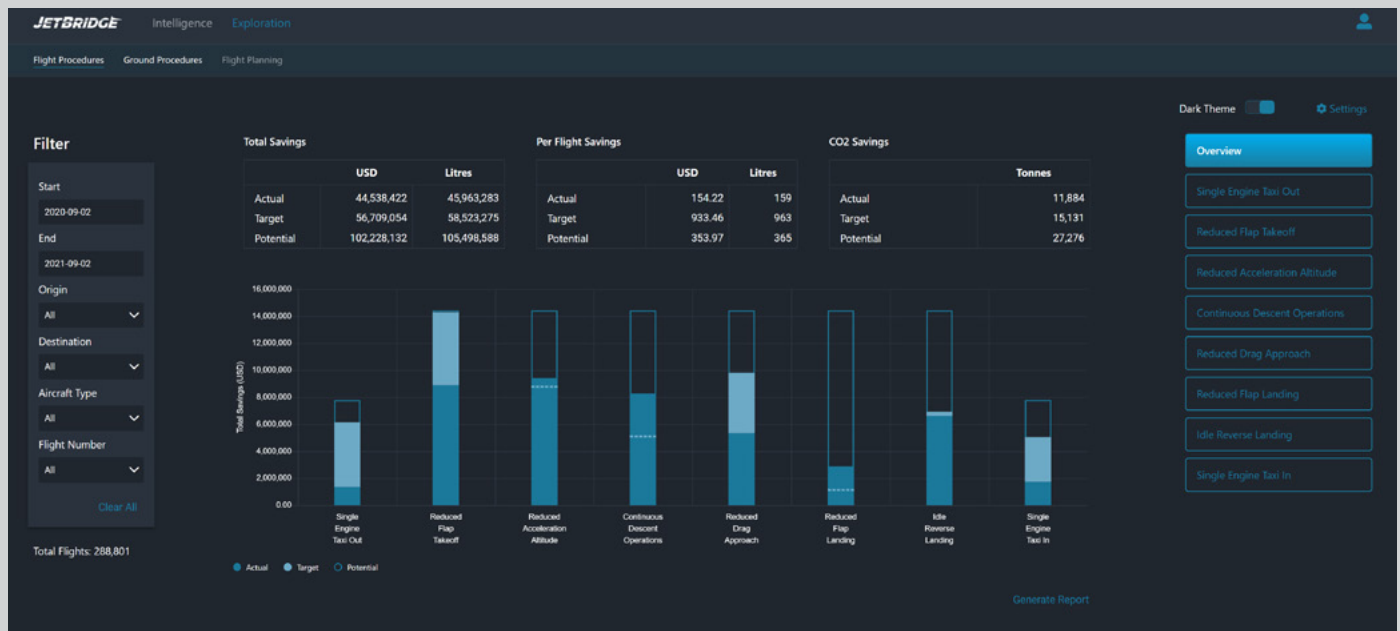 JETBRIDGE Intelligence Exploration
Flight Procedures Ground Procedures Flight Planning
Dark Theme Settings
Filter
Start
2020-09-02
End
2021-09-02
Origin
All
Destination
All
Aircraft Type
All
Flight Number
All
Clear All
Total Flights: 288,801
Total Savings
USD Litres
Actual 44,538,422 45,963,283
Target 56,709,054 58,523,275
Potential 102,228,132 105,498,588
Per Flight Savings
USD Litres
Actual 154.22 159
Target 933.46 963
Potential 353.97 365
CO2 Savings
Tonnes
Actual 11,884
Target 15,131
Potential 27,276
Total Savings (USD)
16,000,000
14,000,000
12,000,000
10,000,000
8,000,000
6,000,000
4,000,000
2,000,000
0.00
Single
Engine
Taxi Out
Reduced
Flap
Takeoff
Reduced
Acceleration
Altitude
Continuous
Descent
Operations
Reduced
Drag
Approach
Reduced
Flap
Landing
Idle
Reverse
Landing
Single
Engine
Taxi In
Actual Target Potential
Generate Report
Overview
Single Engine Taxi Out
Reduced Flap Takeoff
Reduced Acceleration Altitude
Continuous Descent Operations
Reduced Drag Approach
Reduced Flap Landing
Idle Reverse Landing
Single Engine Taxi In